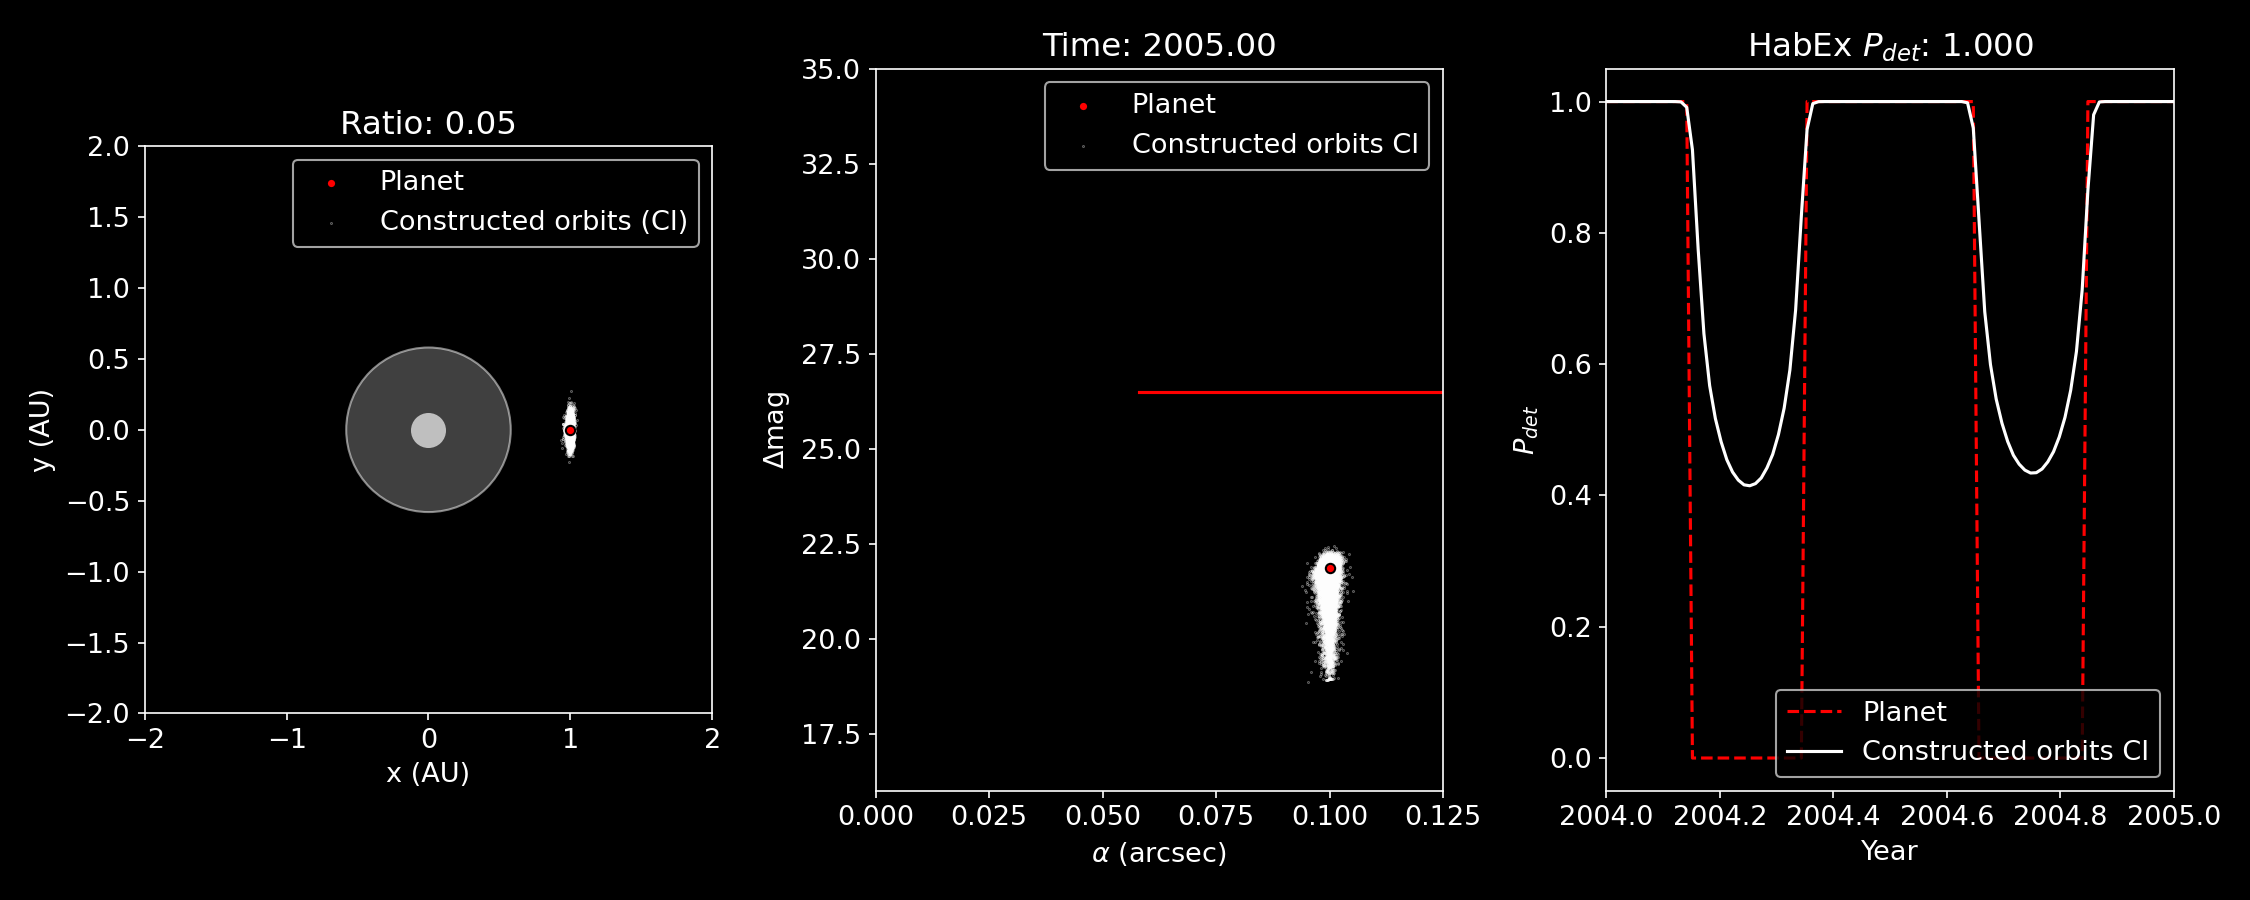 Ratio: 0.05
Planet
Constructed orbits (CI)
2.0
1.5
1.0
0.5
0.0
−0.5
−1.0
−1.5
−2.0
y (AU)
−2
−1
0
1
2
x (AU)
Time: 2005.00
Planet
Constructed orbits CI
35.0
32.5
30.0
27.5
25.0
22.5
20.0
17.5
Δmag
0.000
0.025
0.050
0.075
0.100
0.125
α (arcsec)
HabEx P_det: 1.000
1.0
0.8
0.6
0.4
0.2
0.0
P_det
Planet
Constructed orbits CI
2004.0
2004.2
2004.4
2004.6
2004.8
2005.0
Year